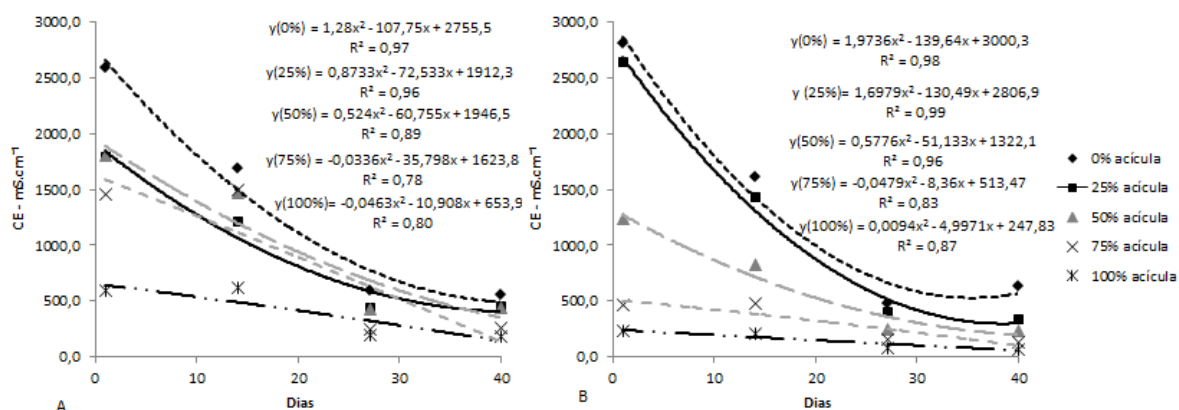 3000,0
2500,0
2000,0
1500,0
1000,0
500,0
0,0
CE - mS.cm⁻¹
0
10
20
30
40
Dias
A
y(0%) = 1,28x² - 107,75x + 2755,5
R² = 0,97
y(25%) = 0,8733x² - 72,533x + 1912,3
R² = 0,96
y(50%) = 0,524x² - 60,755x + 1946,5
R² = 0,89
y(75%) = -0,0336x² - 35,798x + 1623,8
R² = 0,78
y(100%) = -0,0463x² - 10,908x + 653,9
R² = 0,80
3000,0
2500,0
2000,0
1500,0
1000,0
500,0
0,0
CE - mS.cm⁻¹
0
10
20
30
40
Dias
B
y(0%) = 1,9736x² - 139,64x + 3000,3
R² = 0,98
y (25%)= 1,6979x² - 130,49x + 2806,9
R² = 0,99
y(50%) = 0,5776x² - 51,133x + 1322,1
R² = 0,96
y(75%) = -0,0479x² - 8,36x + 513,47
R² = 0,83
y(100%) = 0,0094x² - 4,9971x + 247,83
R² = 0,87
0% acícula
25% acícula
50% acícula
75% acícula
100% acícula